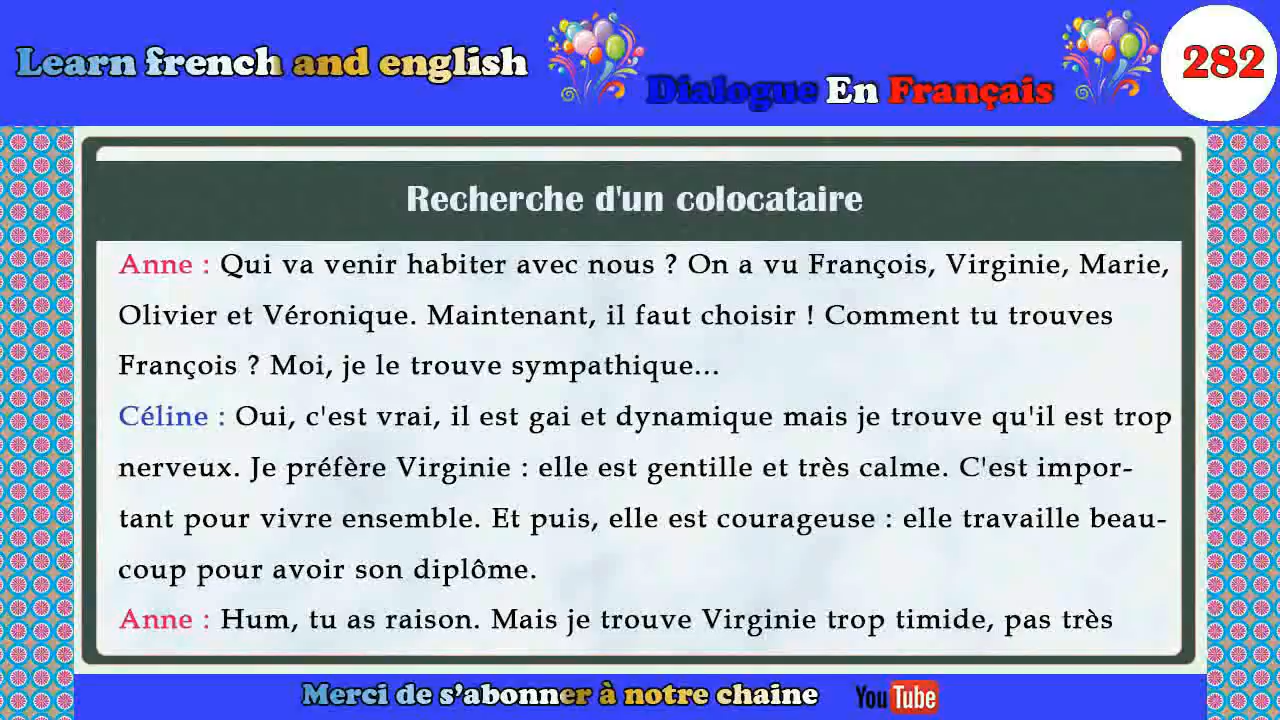 Learn french and english
Dialogue En Français
282
Recherche d'un colocataire
Anne : Qui va venir habiter avec nous ? On a vu François, Virginie, Marie,
Olivier et Véronique. Maintenant, il faut choisir ! Comment tu trouves
François ? Moi, je le trouve sympathique...
Céline : Oui, c'est vrai, il est gai et dynamique mais je trouve qu'il est trop
nerveux. Je préfère Virginie : elle est gentille et très calme. C'est impor-
tant pour vivre ensemble. Et puis, elle est courageuse : elle travaille beau-
coup pour avoir son diplôme.
Anne : Hum, tu as raison. Mais je trouve Virginie trop timide, pas très
Merci de s’abonner à notre chaine
YouTube